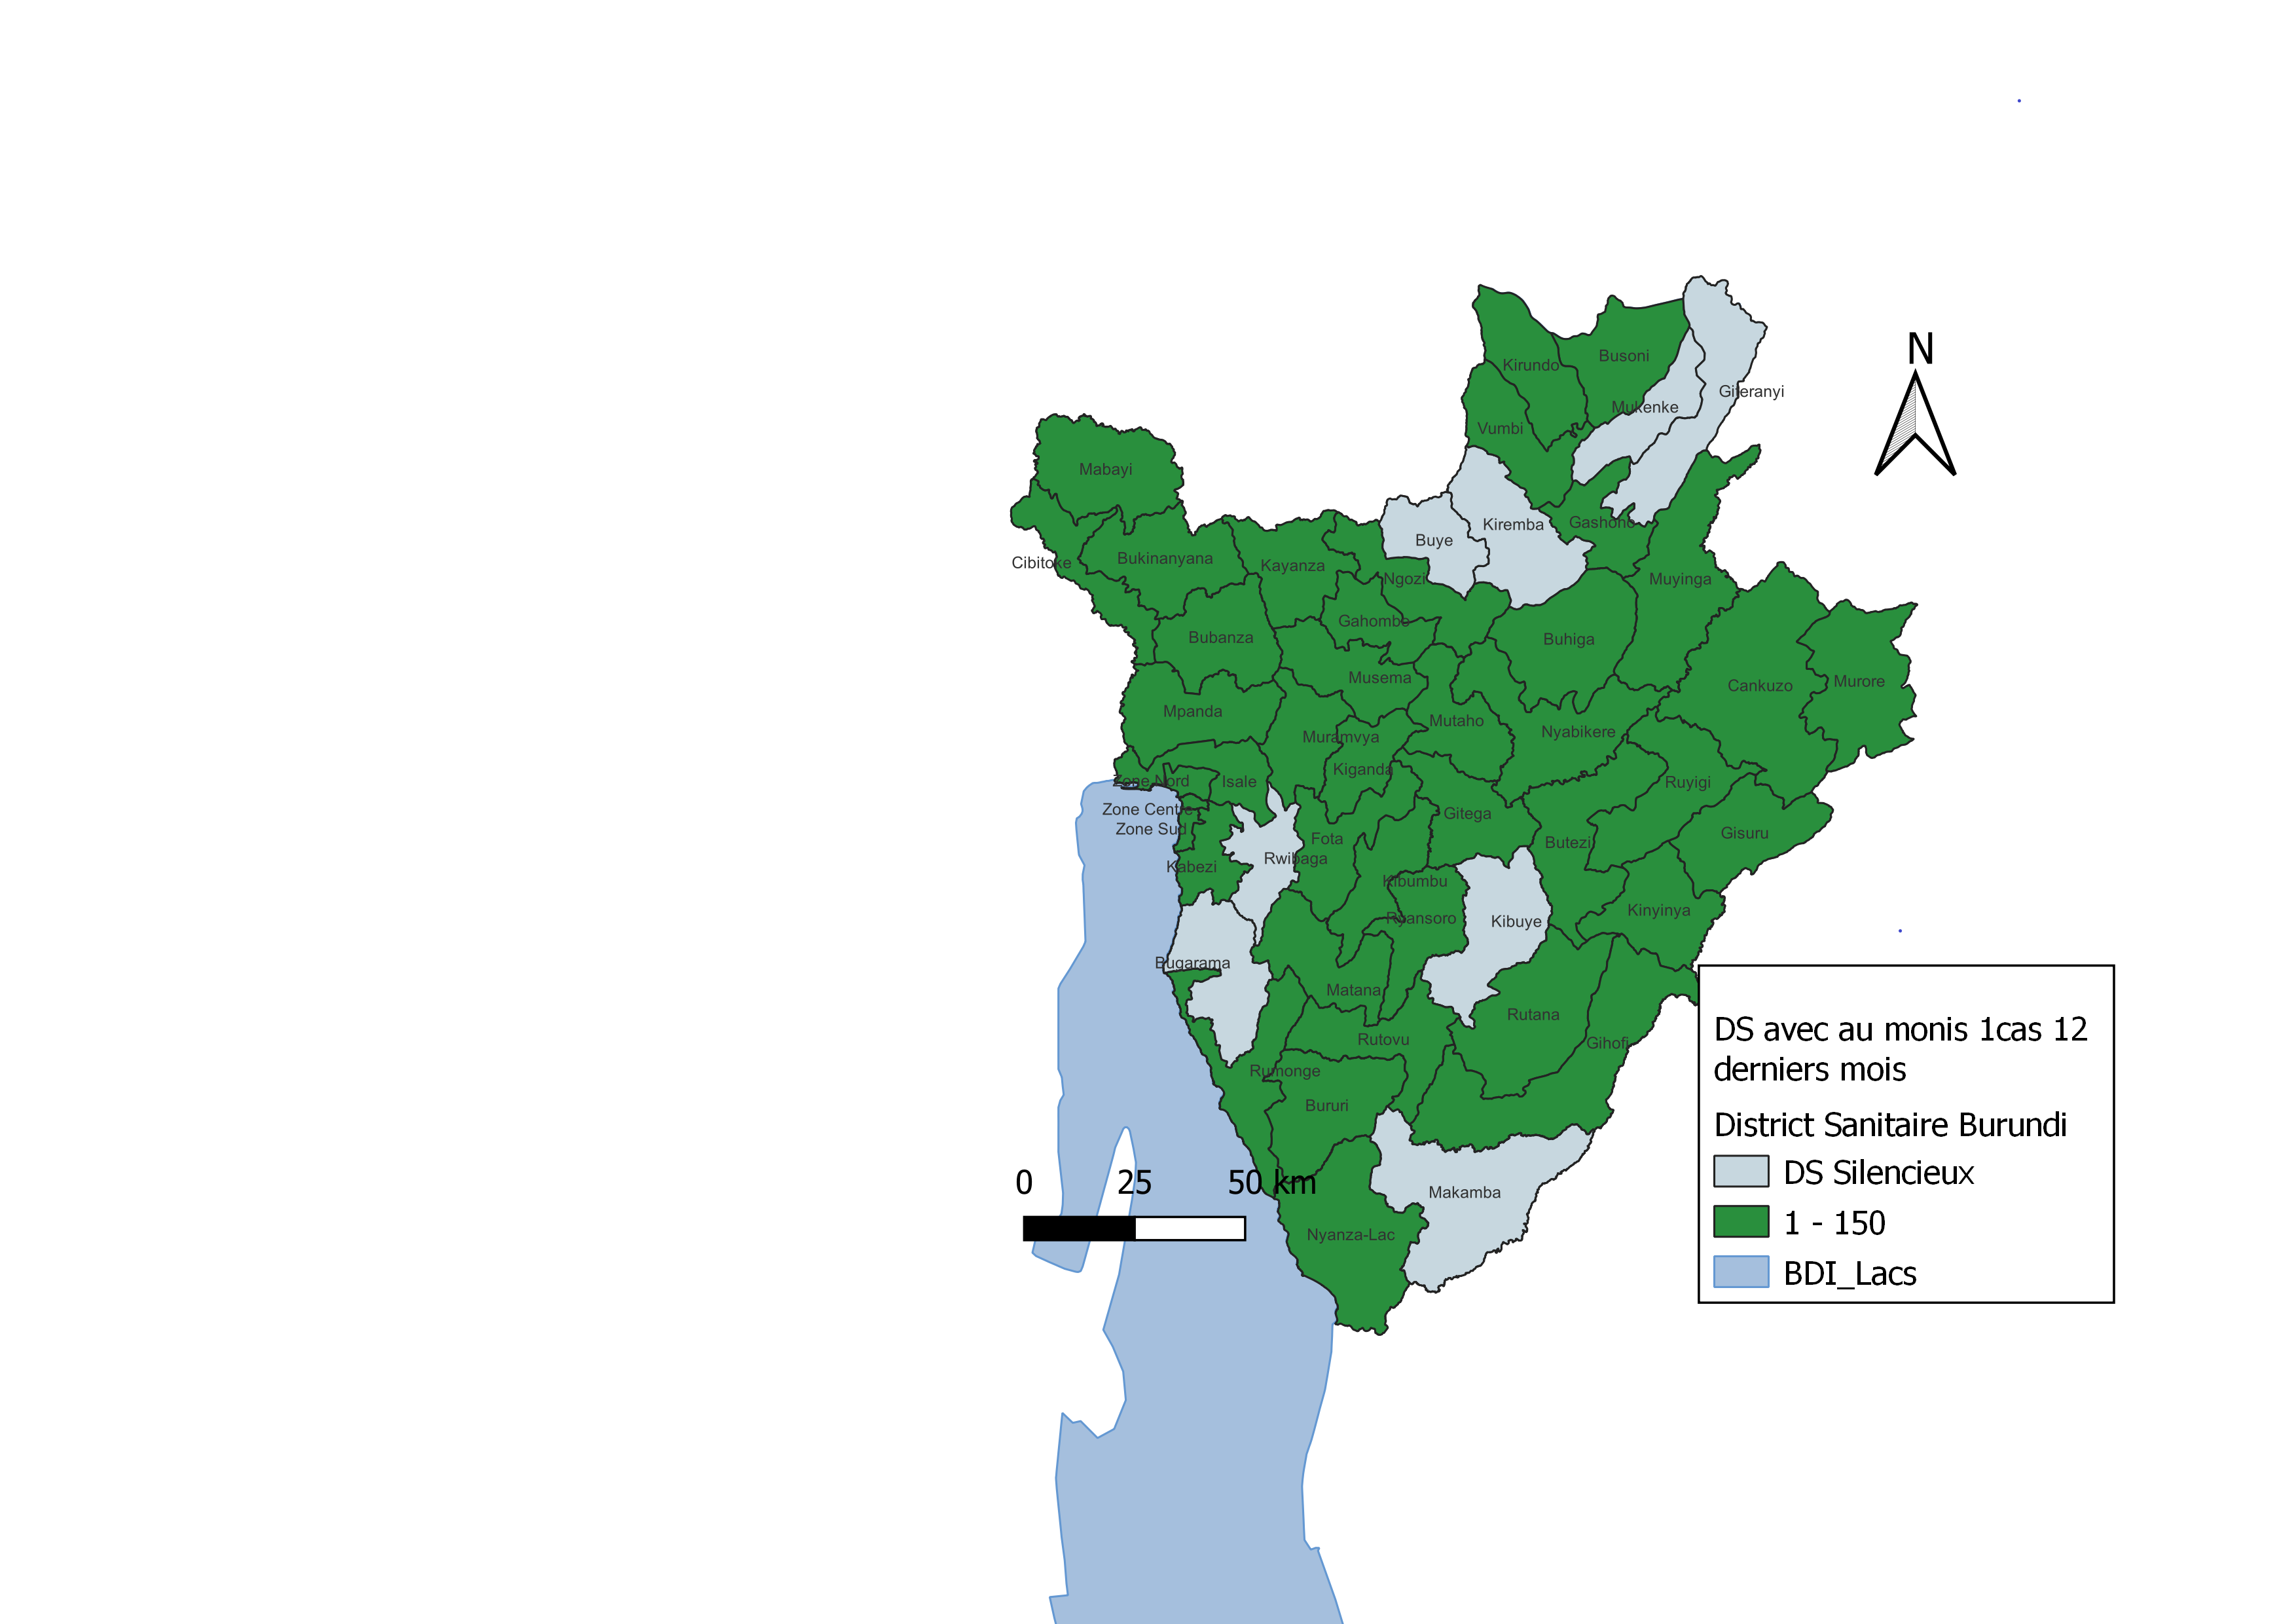 N
Kirundo
Busoni
Giteranyi
Mukenke
Vumbi
Mabayi
Kiremba
Gashoho
Buye
Cibitoke
Bukinanyana
Kayanza
Ngozi
Muyinga
Gahombo
Bubanza
Buhiga
Musema
Cankuzo
Murore
Mpanda
Mutaho
Muramvya
Nyabikere
Kiganda
Zone Nord
Isale
Ruyigi
Zone Centre
Gitega
Zone Sud
Fota
Gisuru
Butezi
Rwibaga
Kabezi
Kibumbu
Kinyinya
Ryansoro
Kibuye
Bugarama
Matana
Rutana
Rutovu
Gihofi
Rumonge
Bururi
Makamba
Nyanza-Lac
0 25 50 km
DS avec au monis 1cas 12
derniers mois
District Sanitaire Burundi
DS Silencieux
1 - 150
BDI_Lacs